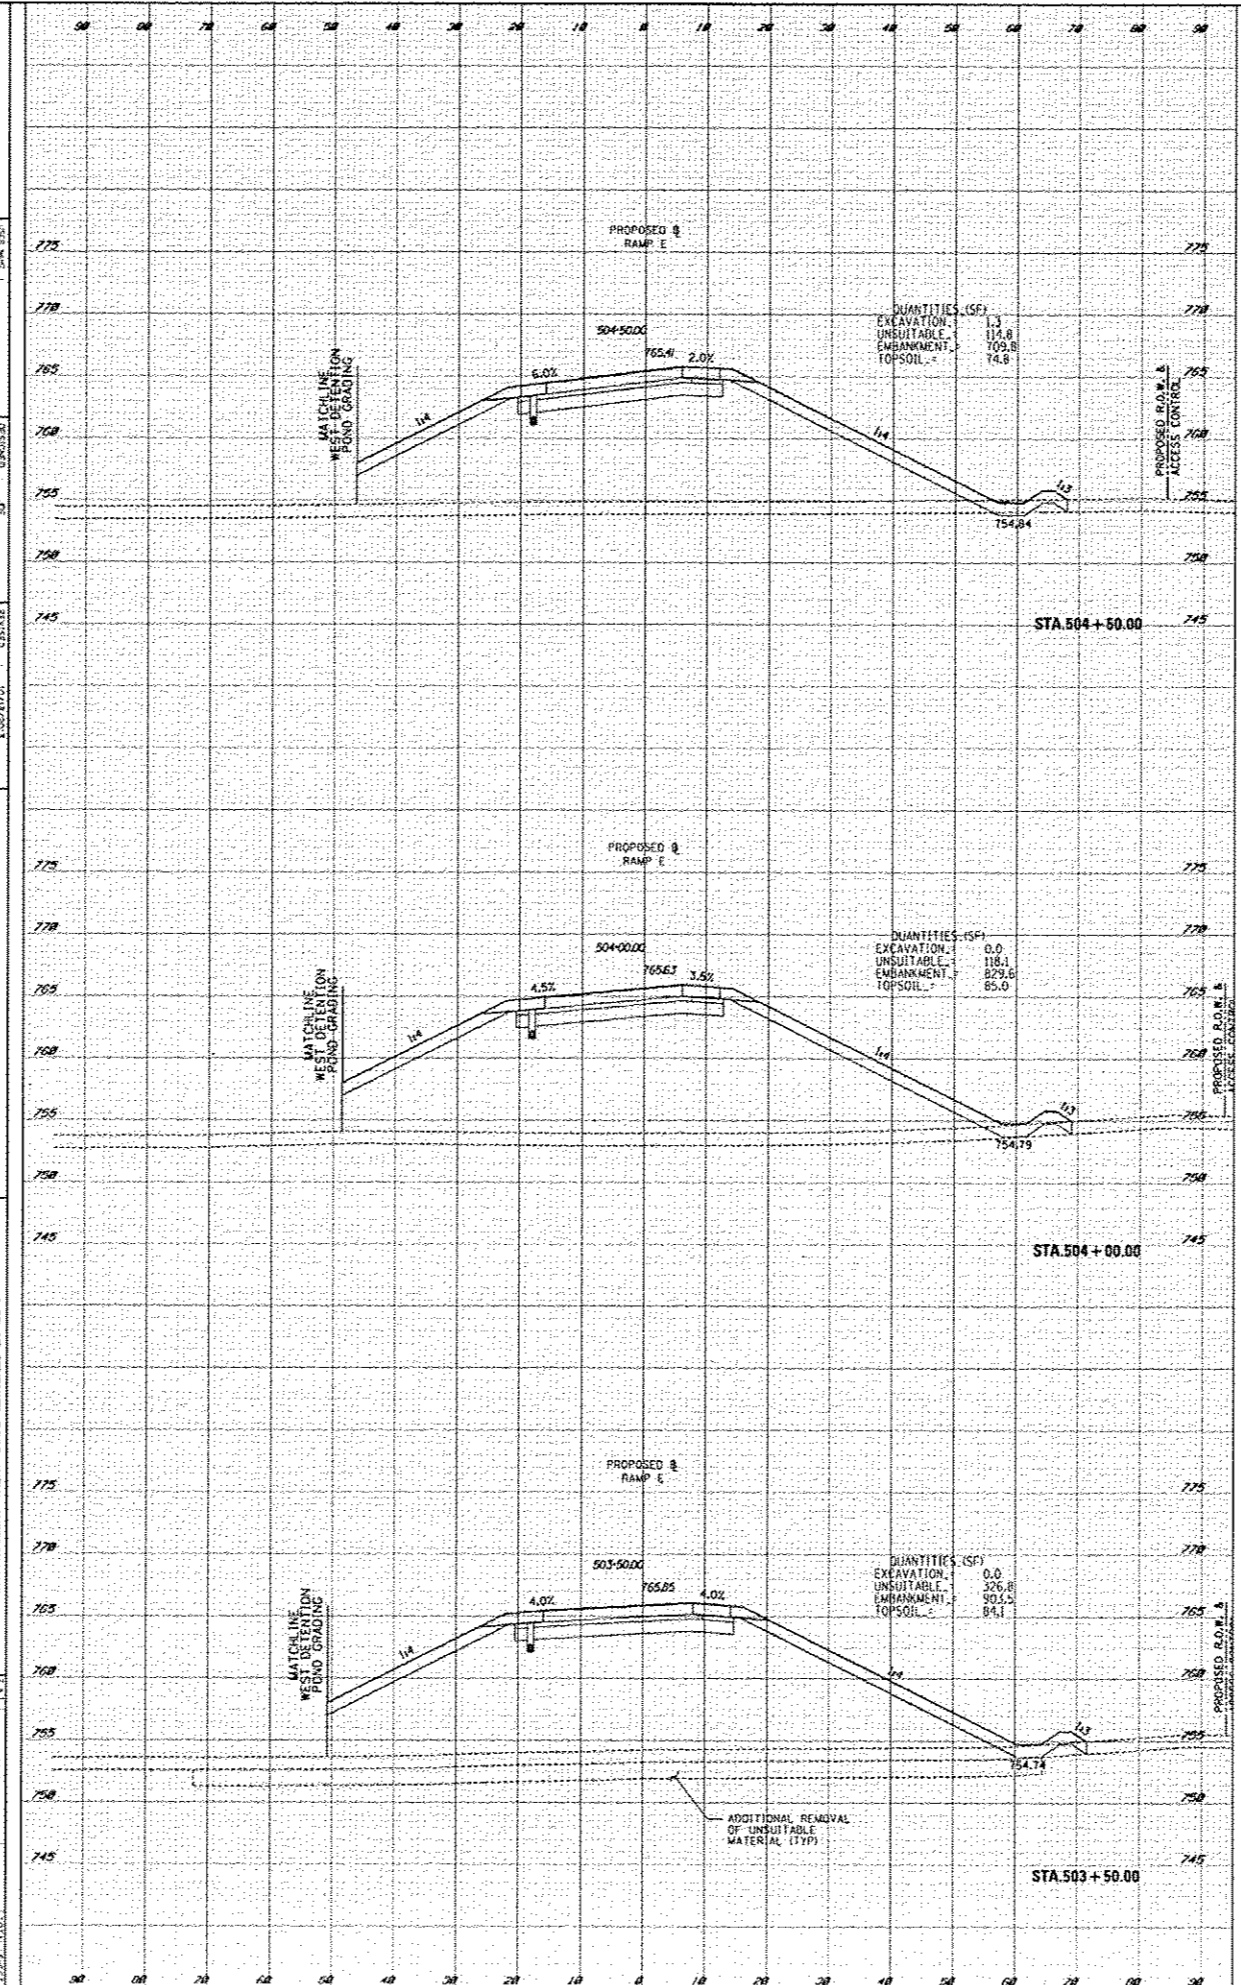 90 80 70 60 50 40 30 20 10 0 10 20 30 40 50 60 70 80 90
PROPOSED ℄
RAMP E
775 775
770 770
765 765
760 760
755 755
750 750
745 745
504+50.00
765.41
6.0%
2.0%
QUANTITIES (SF)
EXCAVATION = 1.3
UNSUITABLE = 114.8
EMBANKMENT = 709.8
TOPSOIL = 74.8
MATCHLINE
WEST DETENTION
POND GRADING
1:4
1:4
1:3
754.84
PROPOSED R.O.W. &
ACCESS CONTROL
STA.504+50.00
PROPOSED ℄
RAMP E
775 775
770 770
765 765
760 760
755 755
750 750
745 745
504+00.00
765.63
4.5%
3.5%
QUANTITIES (SF)
EXCAVATION = 0.0
UNSUITABLE = 118.1
EMBANKMENT = 829.6
TOPSOIL = 85.0
MATCHLINE
WEST DETENTION
POND GRADING
1:4
1:4
1:3
754.79
PROPOSED R.O.W. &
ACCESS CONTROL
STA.504+00.00
PROPOSED ℄
RAMP E
775 775
770 770
765 765
760 760
755 755
750 750
745 745
503+50.00
765.85
4.0%
4.0%
QUANTITIES (SF)
EXCAVATION = 0.0
UNSUITABLE = 326.8
EMBANKMENT = 903.5
TOPSOIL = 84.1
MATCHLINE
WEST DETENTION
POND GRADING
1:4
1:4
1:3
754.74
PROPOSED R.O.W. &
ADDITIONAL REMOVAL
OF UNSUITABLE
MATERIAL (TYP)
STA.503+50.00
90 80 70 60 50 40 30 20 10 0 10 20 30 40 50 60 70 80 90